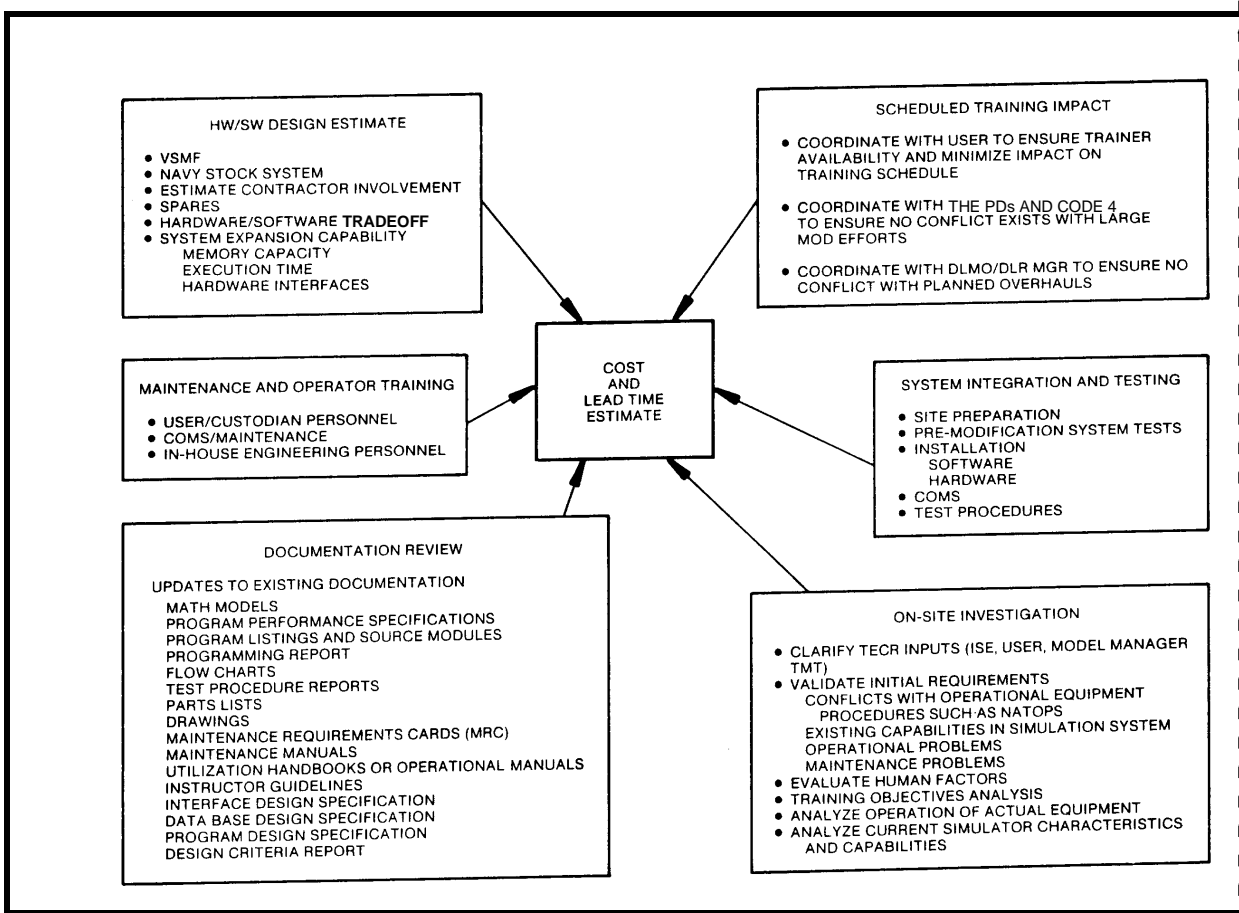 HW/SW DESIGN ESTIMATE
• VSMF
• NAVY STOCK SYSTEM
• ESTIMATE CONTRACTOR INVOLVEMENT
• SPARES
• HARDWARE/SOFTWARE TRADEOFF
• SYSTEM EXPANSION CAPABILITY
MEMORY CAPACITY
EXECUTION TIME
HARDWARE INTERFACES
SCHEDULED TRAINING IMPACT
• COORDINATE WITH USER TO ENSURE TRAINER
AVAILABILITY AND MINIMIZE IMPACT ON
TRAINING SCHEDULE
• COORDINATE WITH THE PDs AND CODE 4
TO ENSURE NO CONFLICT EXISTS WITH LARGE
MOD EFFORTS
• COORDINATE WITH DLMO/DLR MGR TO ENSURE NO
CONFLICT WITH PLANNED OVERHAULS
MAINTENANCE AND OPERATOR TRAINING
• USER/CUSTODIAN PERSONNEL
• COMS/MAINTENANCE
• IN-HOUSE ENGINEERING PERSONNEL
COST
AND
LEAD TIME
ESTIMATE
SYSTEM INTEGRATION AND TESTING
• SITE PREPARATION
• PRE-MODIFICATION SYSTEM TESTS
• INSTALLATION
SOFTWARE
HARDWARE
• COMS
• TEST PROCEDURES
DOCUMENTATION REVIEW
UPDATES TO EXISTING DOCUMENTATION
MATH MODELS
PROGRAM PERFORMANCE SPECIFICATIONS
PROGRAM LISTINGS AND SOURCE MODULES
PROGRAMMING REPORT
FLOW CHARTS
TEST PROCEDURE REPORTS
PARTS LISTS
DRAWINGS
MAINTENANCE REQUIREMENTS CARDS (MRC)
MAINTENANCE MANUALS
UTILIZATION HANDBOOKS OR OPERATIONAL MANUALS
INSTRUCTOR GUIDELINES
INTERFACE DESIGN SPECIFICATION
DATA BASE DESIGN SPECIFICATION
PROGRAM DESIGN SPECIFICATION
DESIGN CRITERIA REPORT
ON-SITE INVESTIGATION
• CLARIFY TECR INPUTS (ISE, USER, MODEL MANAGER
TMT)
• VALIDATE INITIAL REQUIREMENTS
CONFLICTS WITH OPERATIONAL EQUIPMENT
PROCEDURES SUCH AS NATOPS
EXISTING CAPABILITIES IN SIMULATION SYSTEM
OPERATIONAL PROBLEMS
MAINTENANCE PROBLEMS
• EVALUATE HUMAN FACTORS
• TRAINING OBJECTIVES ANALYSIS
• ANALYZE OPERATION OF ACTUAL EQUIPMENT
• ANALYZE CURRENT SIMULATOR CHARACTERISTICS
AND CAPABILITIES